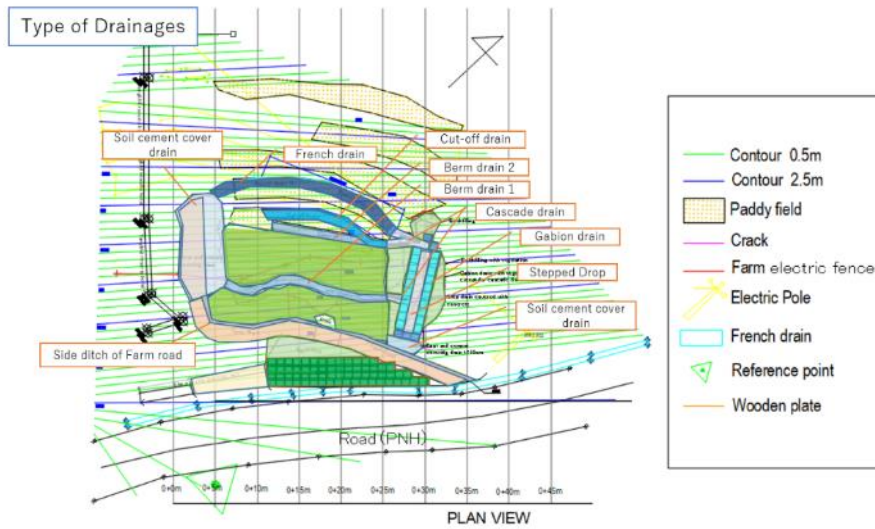 Type of Drainages
Soil cement cover
drain
French drain
Cut-off drain
Berm drain 2
Berm drain 1
Cascade drain
Gabion drain
Stepped Drop
Soil cement cover
drain
Side ditch of Farm road
Road (PNH)
0+0m
0+5m
0+10m
0+15m
0+20m
0+25m
0+30m
0+35m
0+40m
0+45m
PLAN VIEW
Contour 0.5m
Contour 2.5m
Paddy field
Crack
Farm electric fence
Electric Pole
French drain
Reference point
Wooden plate